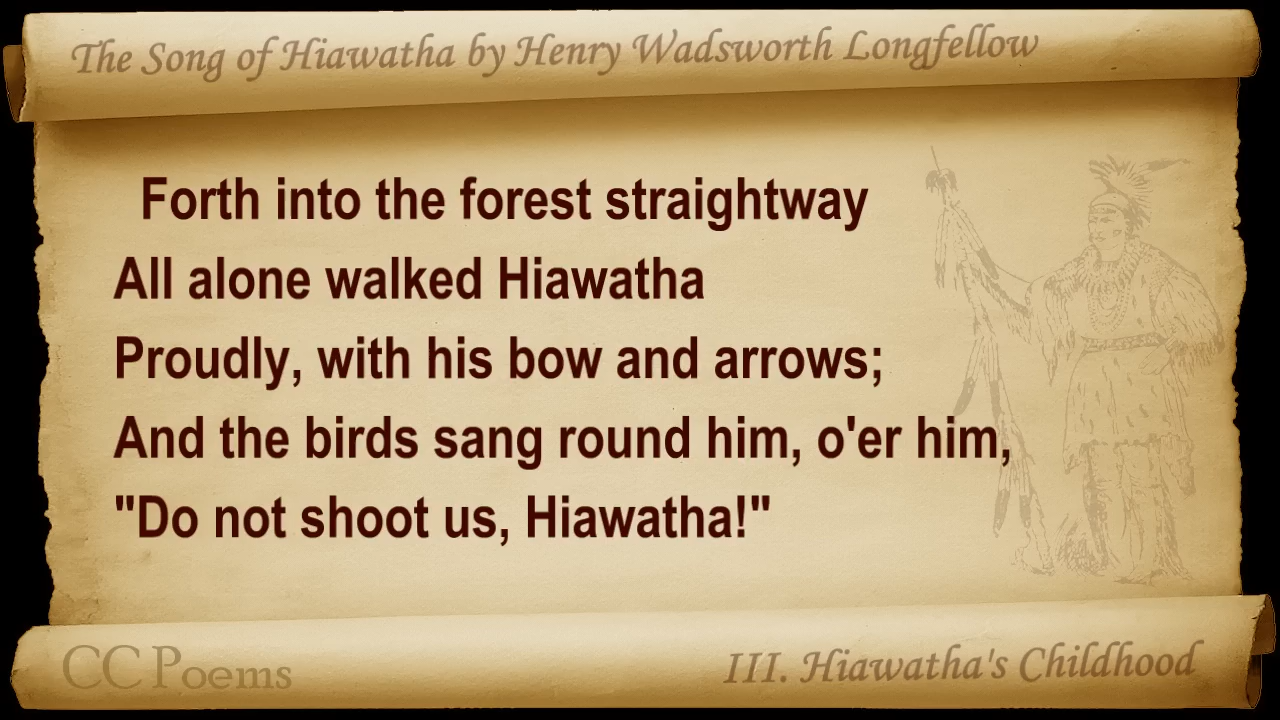 The Song of Hiawatha by Henry Wadsworth Longfellow
Forth into the forest straightway
All alone walked Hiawatha
Proudly, with his bow and arrows;
And the birds sang round him, o'er him,
"Do not shoot us, Hiawatha!"
CC Poems
III. Hiawatha's Childhood